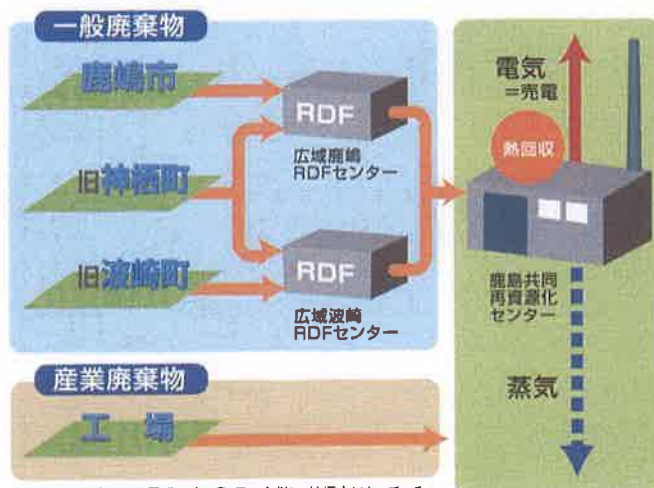 一般廃棄物
鹿嶋市
旧神栖町
旧波崎町
RDF
広域鹿嶋
RDFセンター
RDF
広域波崎
RDFセンター
産業廃棄物
工場
電気
=売電
熱回収
鹿島共同
再資源化
センター
蒸気